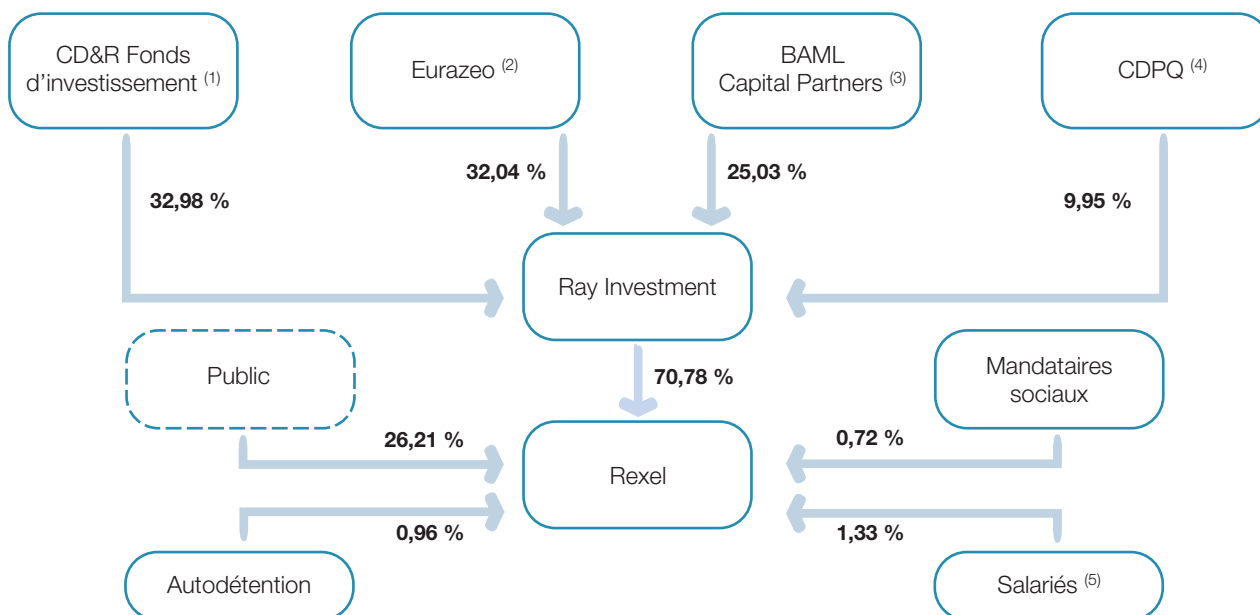 CD&R Fonds
d'investissement (1)
Eurazeo (2)
BAML
Capital Partners (3)
CDPQ (4)
32,98 %
32,04 %
25,03 %
9,95 %
Ray Investment
Public
70,78 %
Mandataires
sociaux
26,21 %
Rexel
0,72 %
0,96 %
1,33 %
Autodétention
Salariés (5)